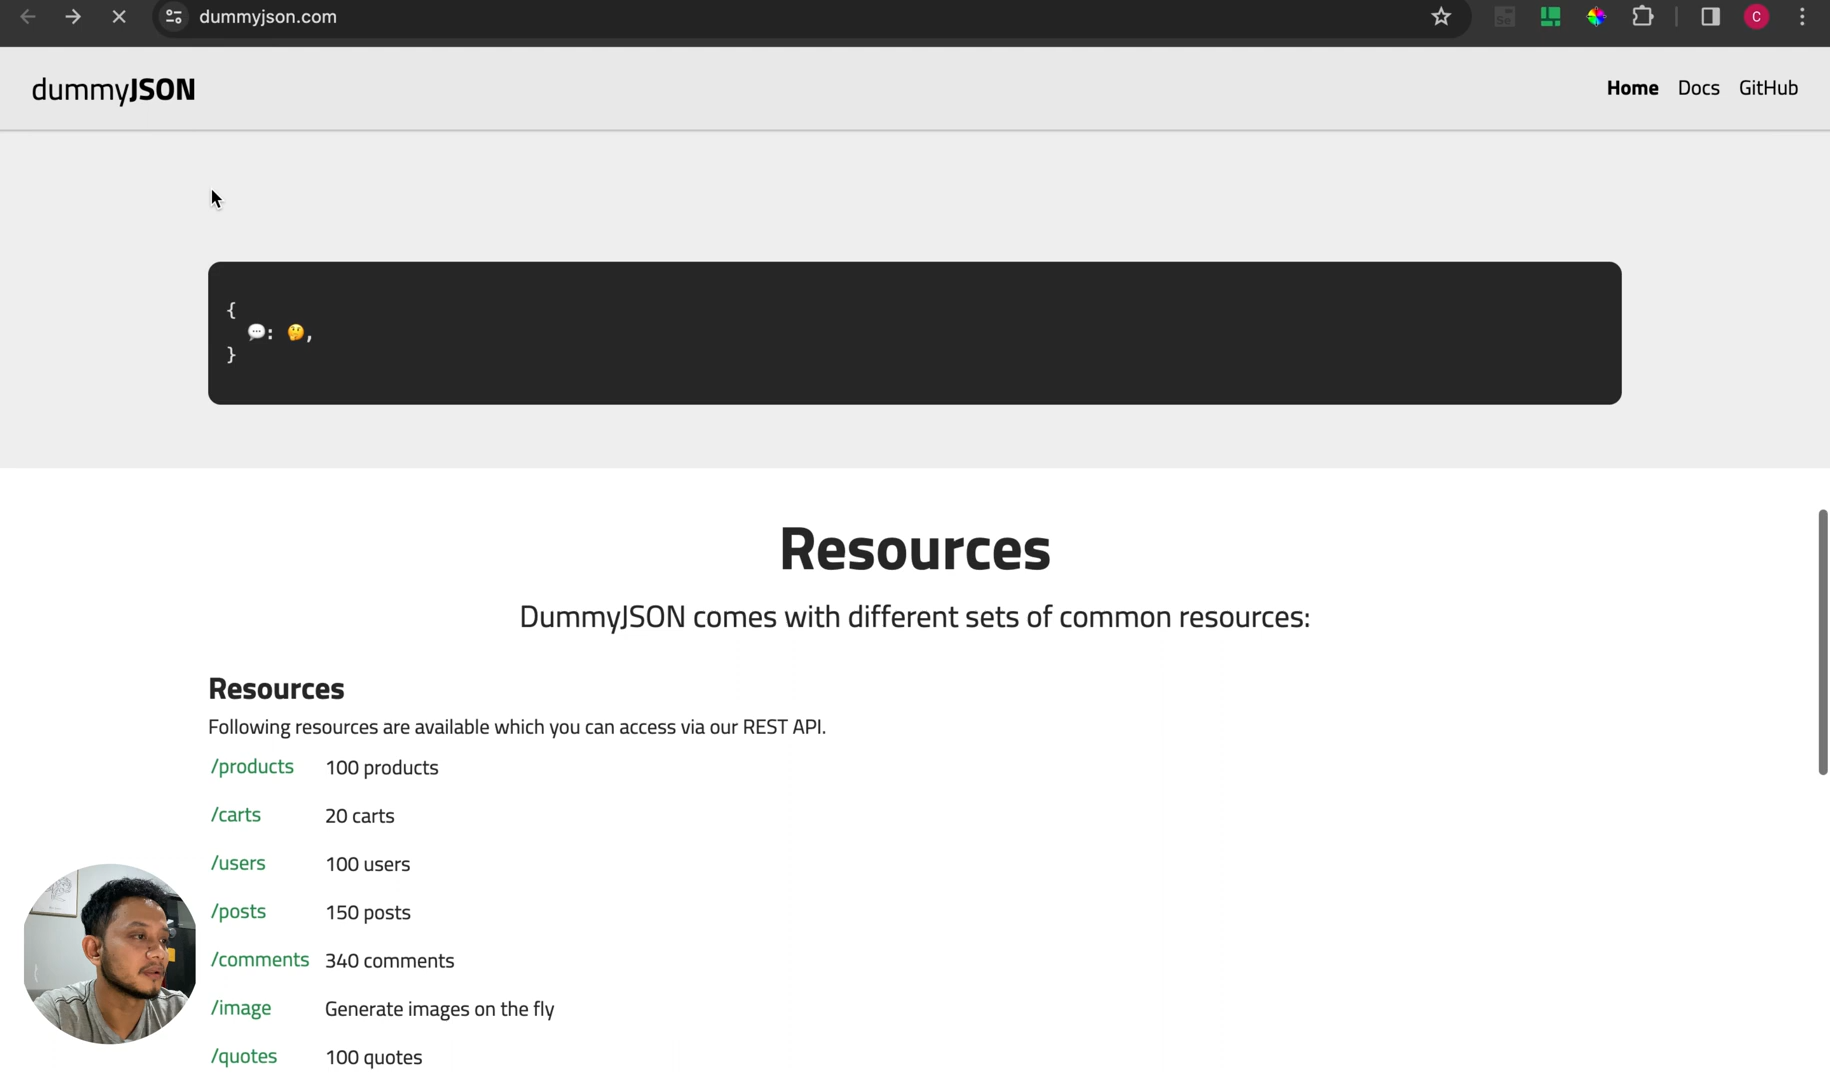 dummyjson.com
C
dummyJSON
Home Docs GitHub
{
💬: 🤔,
}
Resources
DummyJSON comes with different sets of common resources:
Resources
Following resources are available which you can access via our REST API.
/products 100 products
/carts 20 carts
/users 100 users
/posts 150 posts
/comments 340 comments
/image Generate images on the fly
/quotes 100 quotes